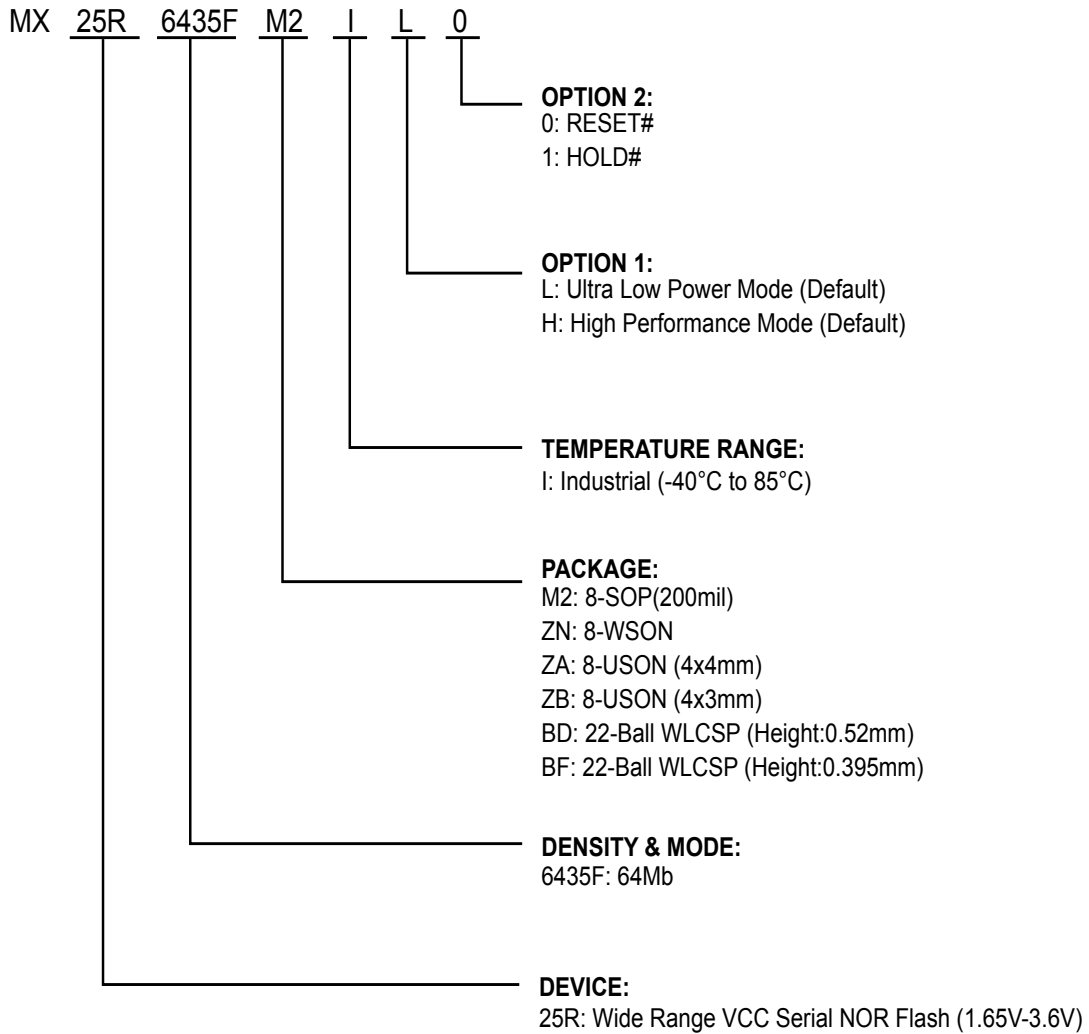 MX 25R 6435F M2 I L 0
OPTION 2:
0: RESET#
1: HOLD#
OPTION 1:
L: Ultra Low Power Mode (Default)
H: High Performance Mode (Default)
TEMPERATURE RANGE:
I: Industrial (-40°C to 85°C)
PACKAGE:
M2: 8-SOP(200mil)
ZN: 8-WSON
ZA: 8-USON (4x4mm)
ZB: 8-USON (4x3mm)
BD: 22-Ball WLCSP (Height:0.52mm)
BF: 22-Ball WLCSP (Height:0.395mm)
DENSITY & MODE:
6435F: 64Mb
DEVICE:
25R: Wide Range VCC Serial NOR Flash (1.65V-3.6V)